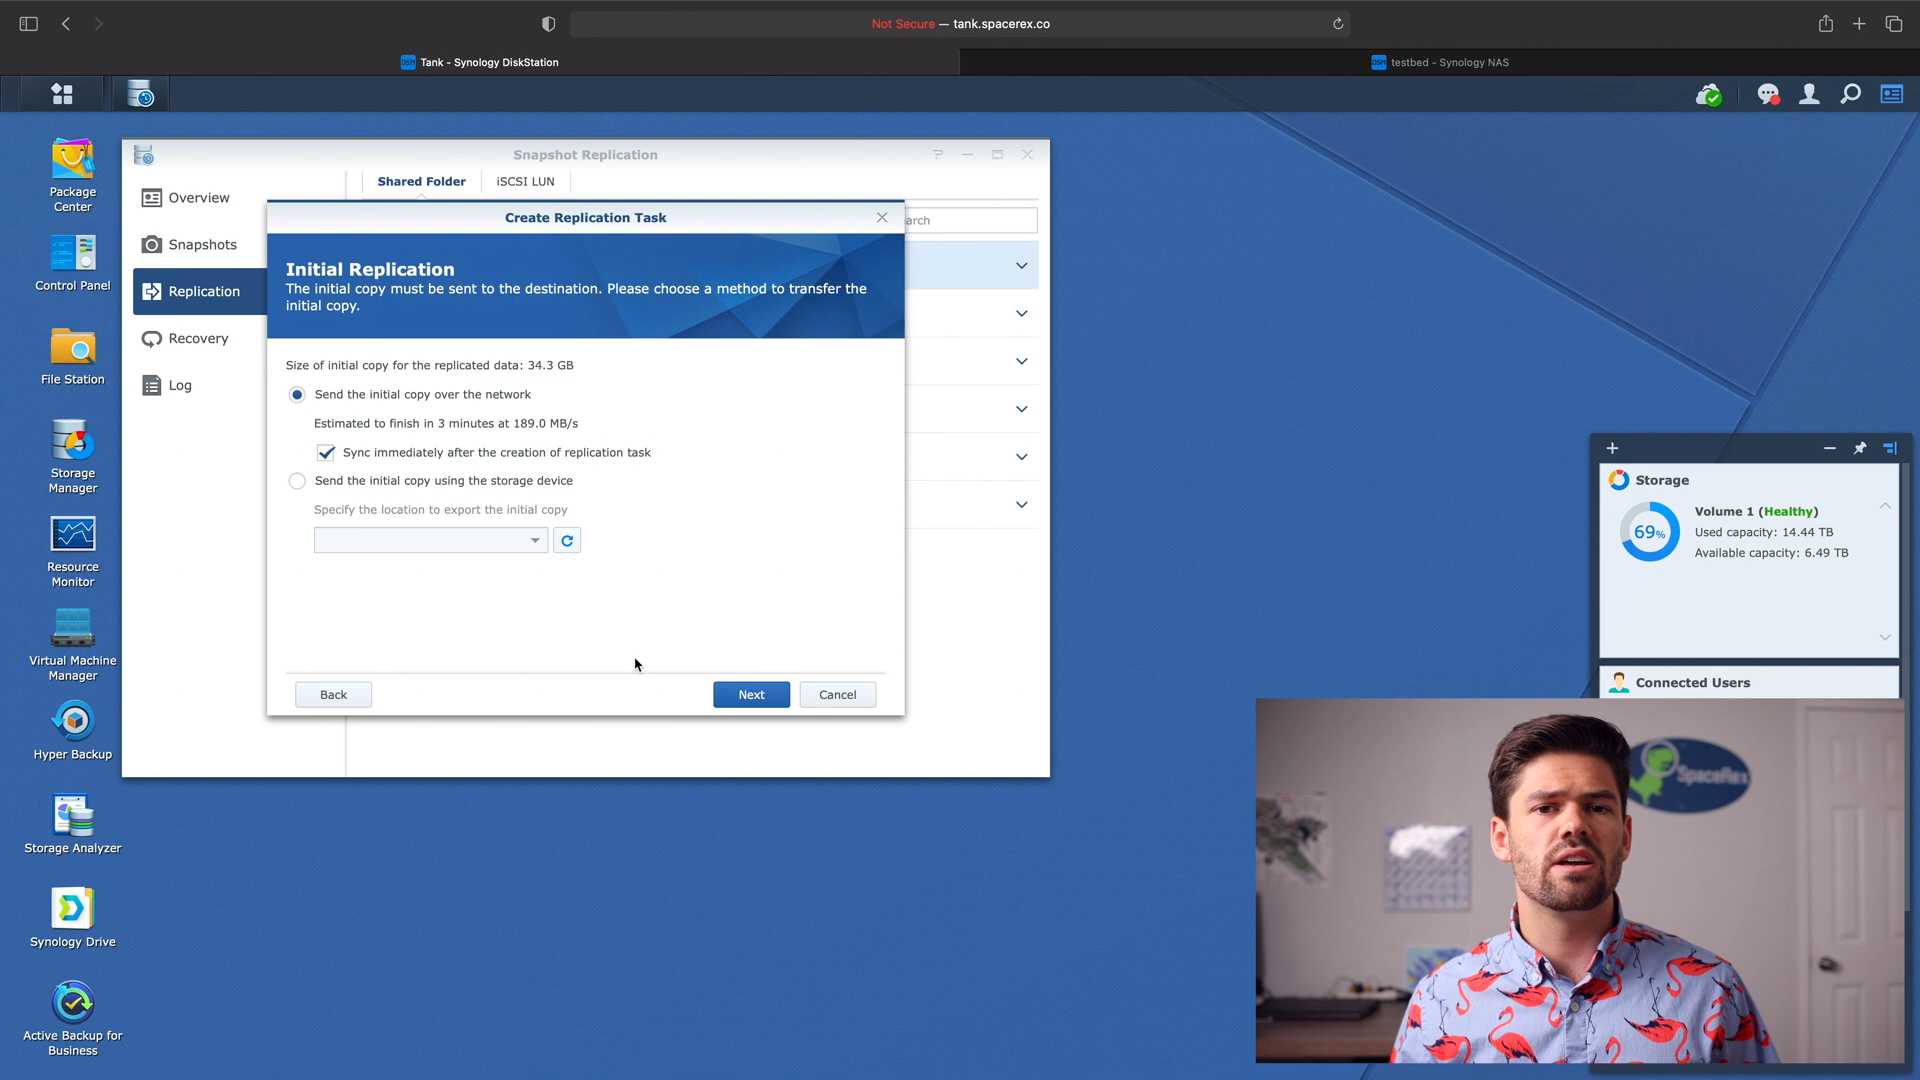 Not Secure — tank.spacerex.co
Tank - Synology DiskStation
testbed - Synology NAS
Package
Center
Control Panel
File Station
Storage
Manager
Resource
Monitor
Virtual Machine
Manager
Hyper Backup
Storage Analyzer
Synology Drive
Active Backup for
Business
Snapshot Replication
Overview
Snapshots
Replication
Recovery
Log
Shared Folder
iSCSI LUN
arch
Create Replication Task
Initial Replication
The initial copy must be sent to the destination. Please choose a method to transfer the
initial copy.
Size of initial copy for the replicated data: 34.3 GB
Send the initial copy over the network
Estimated to finish in 3 minutes at 189.0 MB/s
Sync immediately after the creation of replication task
Send the initial copy using the storage device
Specify the location to export the initial copy
Back
Next
Cancel
Storage
69%
Volume 1 (Healthy)
Used capacity: 14.44 TB
Available capacity: 6.49 TB
Connected Users
SpaceRex